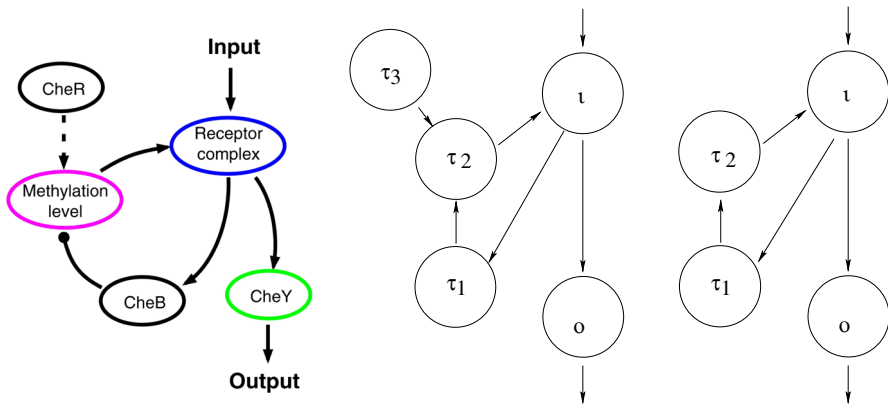 Input
CheR
Receptor
complex
Methylation
level
CheB
CheY
Output
τ3
ι
τ2
τ1
o
ι
τ2
τ1
o